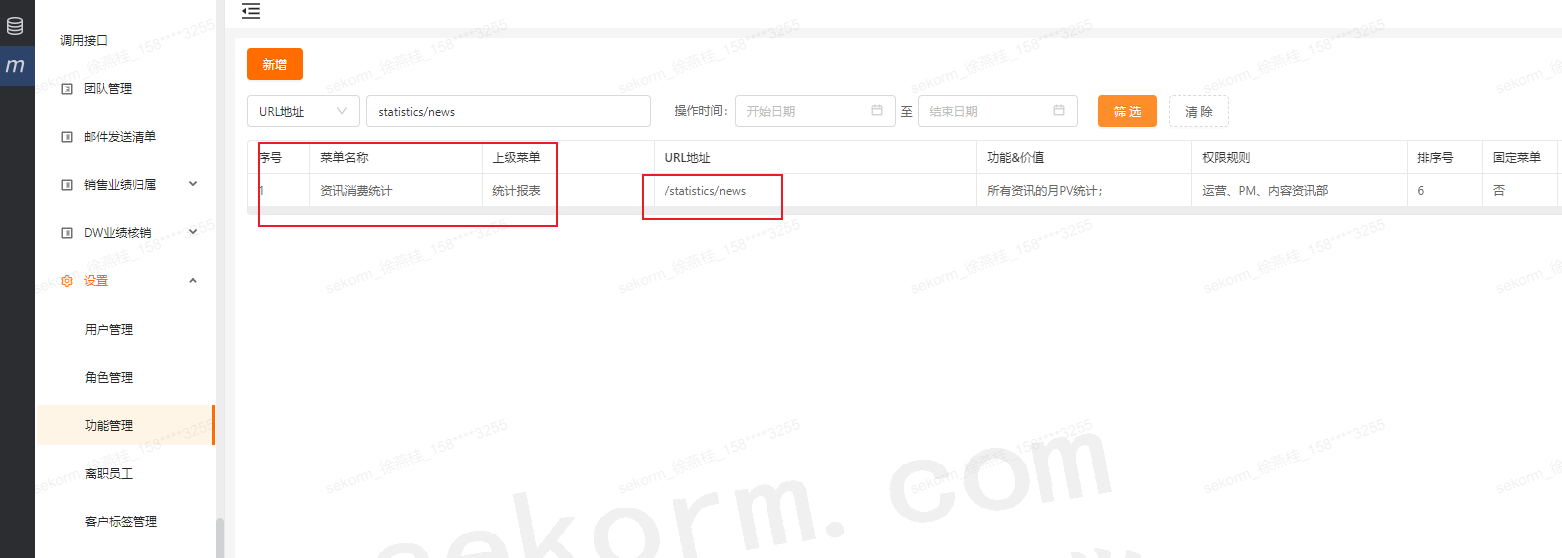 调用接口
m
团队管理
邮件发送清单
销售业绩归属
DW业绩核销
设置
用户管理
角色管理
功能管理
离职员工
客户标签管理
新增
URL地址 statistics/news 操作时间: 开始日期 至 结束日期 筛选 清除
序号 菜单名称 上级菜单 URL地址 功能&价值 权限规则 排序号 固定菜单
1 资讯消费统计 统计报表 /statistics/news 所有资讯的月PV统计; 运营、PM、内容资讯部 6 否
sekorm_徐燕桂_158****3255
sekorm.com